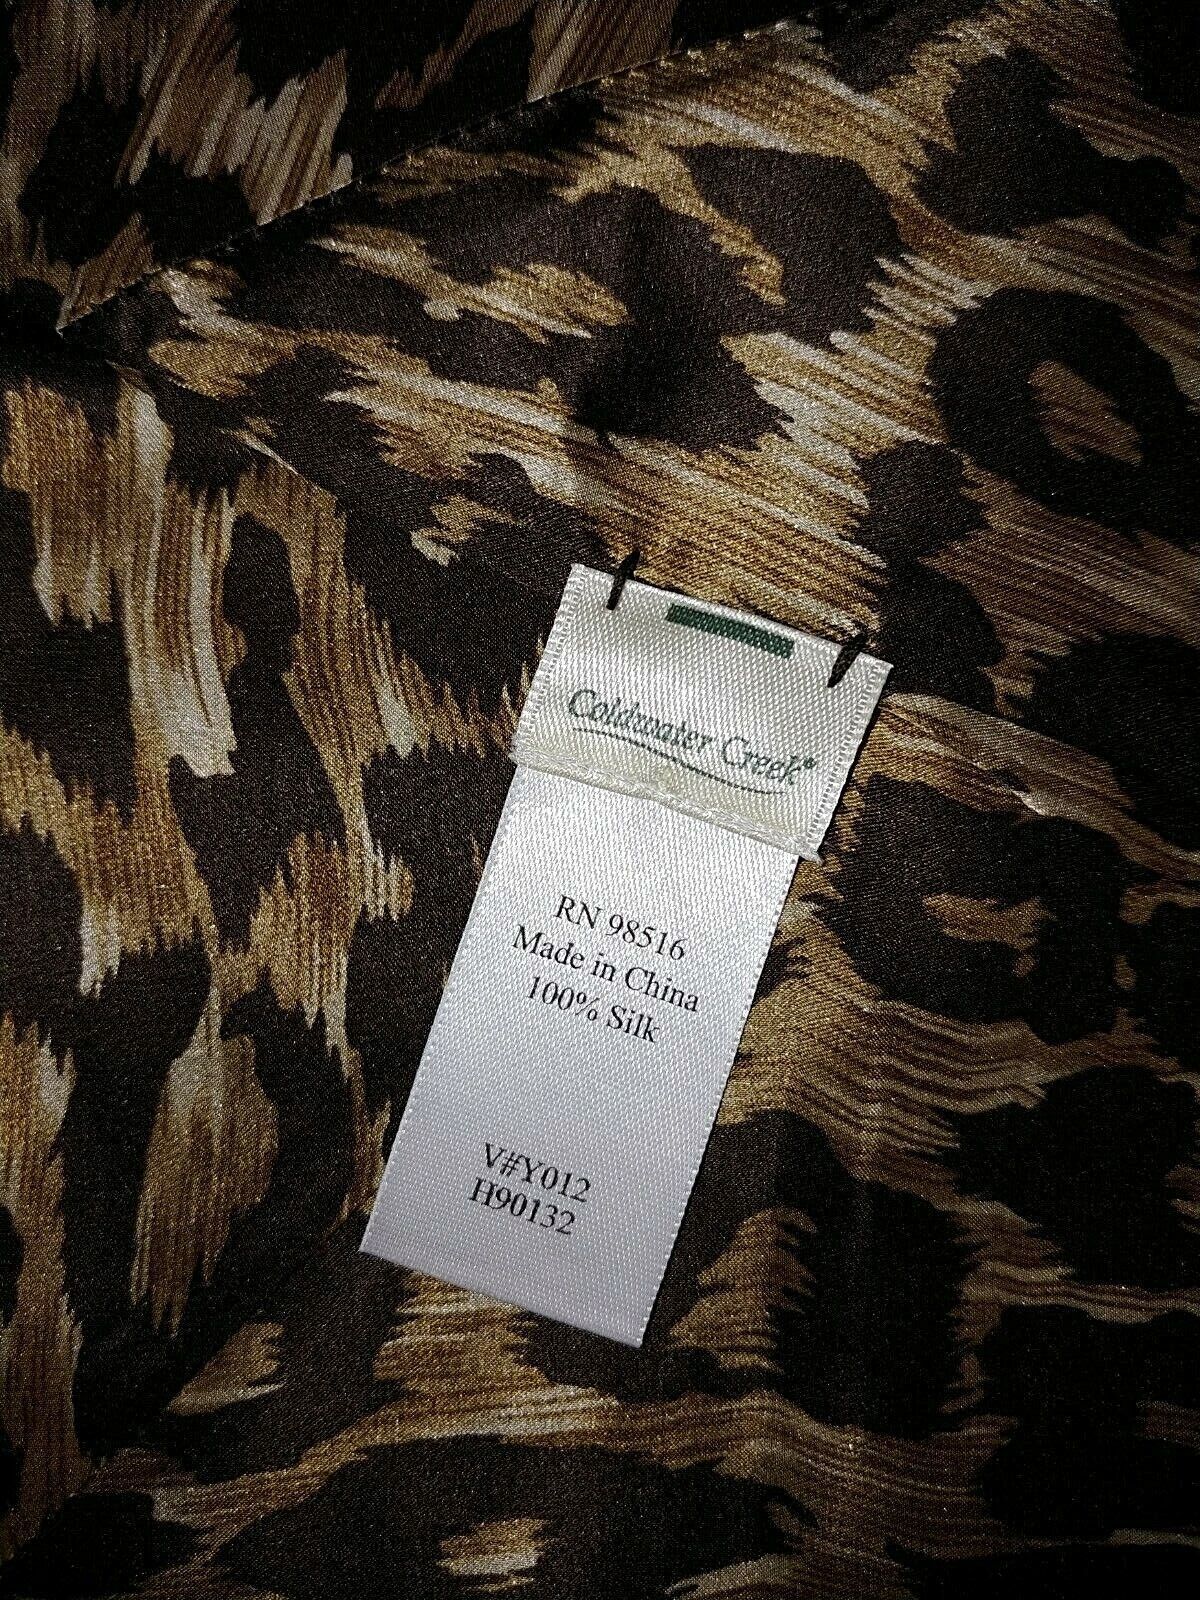 Coldwater Creek®
RN 98516
Made in China
100% Silk
V#Y012
H90132